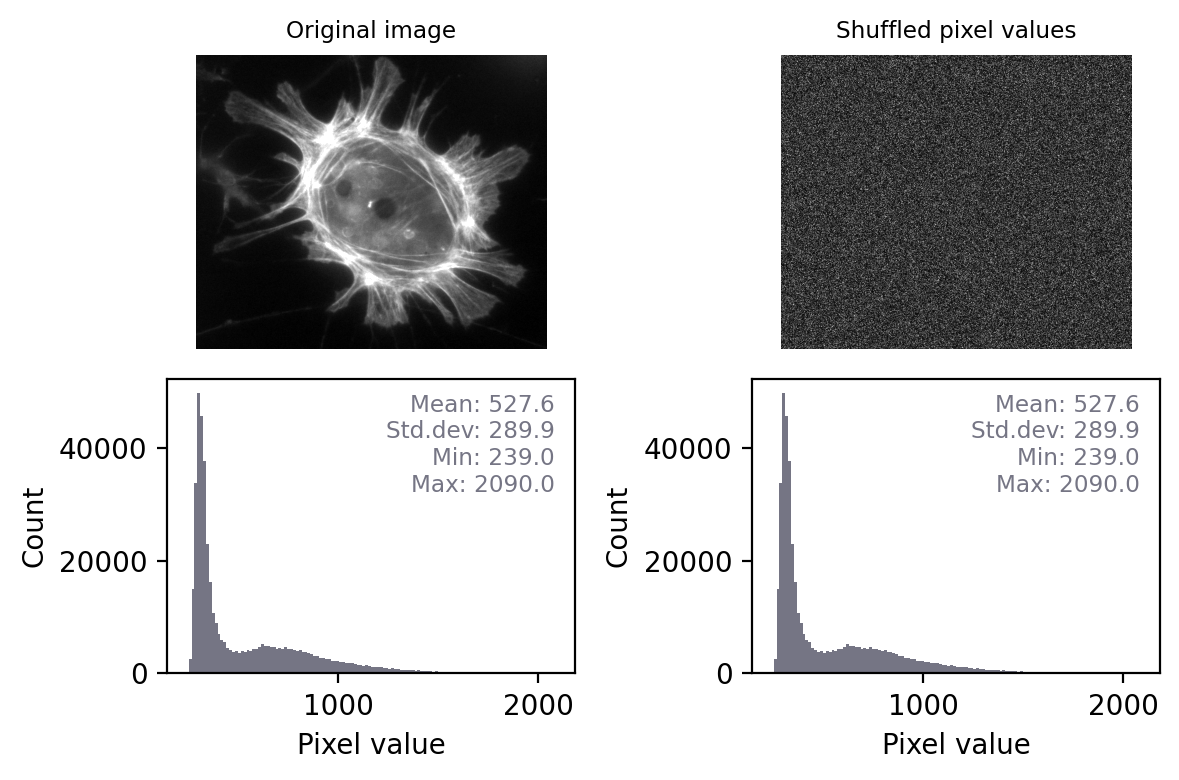 Original image
Shuffled pixel values
Mean: 527.6
Std.dev: 289.9
Min: 239.0
Max: 2090.0
40000
20000
0
Count
1000
2000
Pixel value
Mean: 527.6
Std.dev: 289.9
Min: 239.0
Max: 2090.0
40000
20000
0
Count
1000
2000
Pixel value